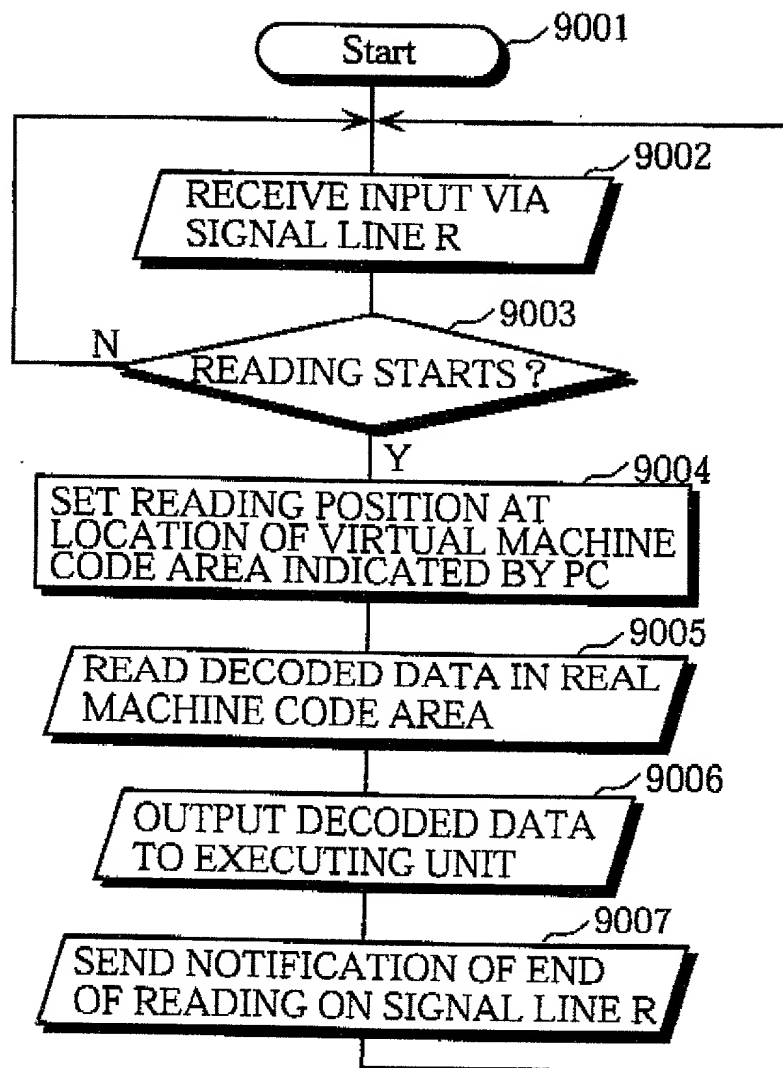 9001
Start
9002
RECEIVE INPUT VIA
SIGNAL LINE R
9003
N
READING STARTS?
Y
9004
SET READING POSITION AT
LOCATION OF VIRTUAL MACHINE
CODE AREA INDICATED BY PC
9005
READ DECODED DATA IN REAL
MACHINE CODE AREA
9006
OUTPUT DECODED DATA
TO EXECUTING UNIT
9007
SEND NOTIFICATION OF END
OF READING ON SIGNAL LINE R